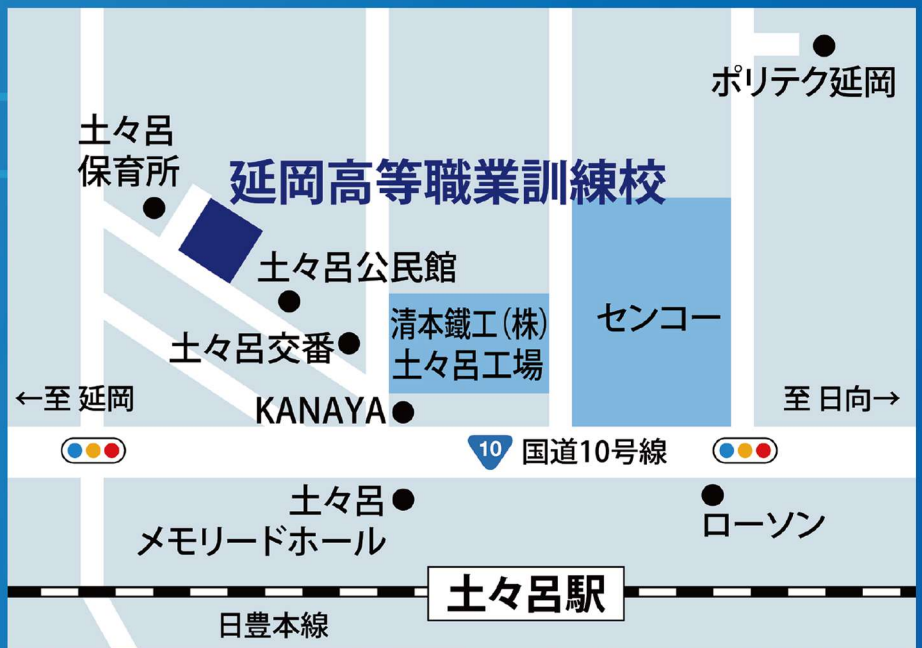 ポリテク延岡
土々呂
保育所
延岡高等職業訓練校
土々呂公民館
清本鐵工(株)
土々呂工場
センコー
土々呂交番
←至 延岡
至 日向→
KANAYA
10 国道10号線
土々呂
メモリードホール
ローソン
土々呂駅
日豊本線